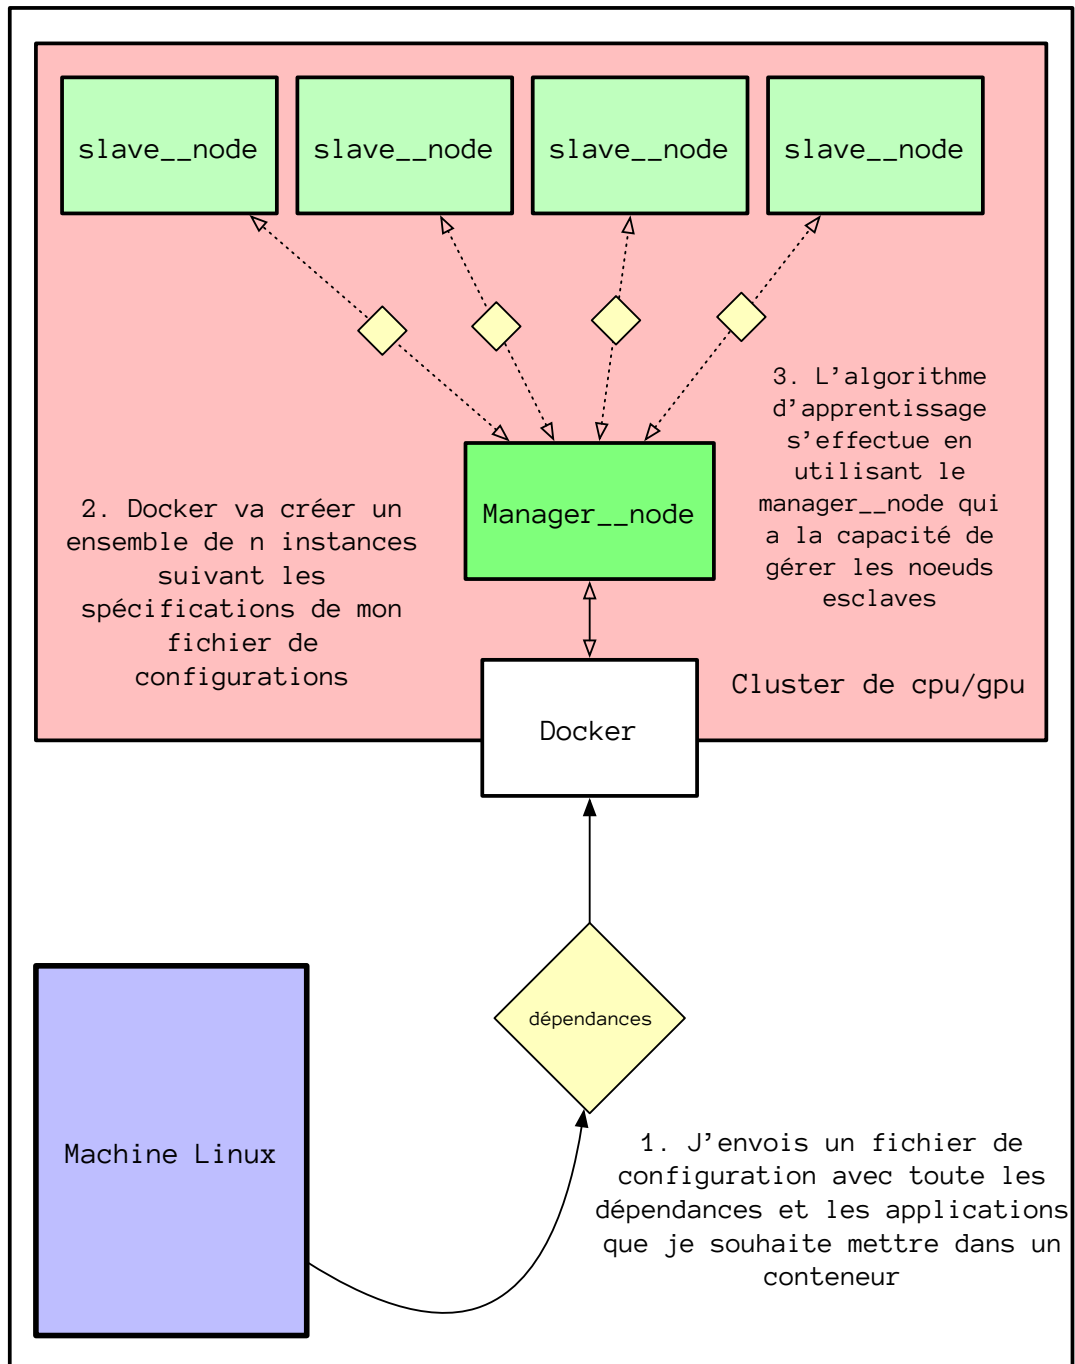 slave__node
slave__node
slave__node
slave__node
3. L'algorithme
d'apprentissage
s'effectue en
utilisant le
manager__node qui
a la capacité de
gérer les noeuds
esclaves
Manager__node
2. Docker va créer un
ensemble de n instances
suivant les
spécifications de mon
fichier de
configurations
Cluster de cpu/gpu
Docker
dépendances
Machine Linux
1. J'envois un fichier de
configuration avec toute les
dépendances et les applications
que je souhaite mettre dans un
conteneur